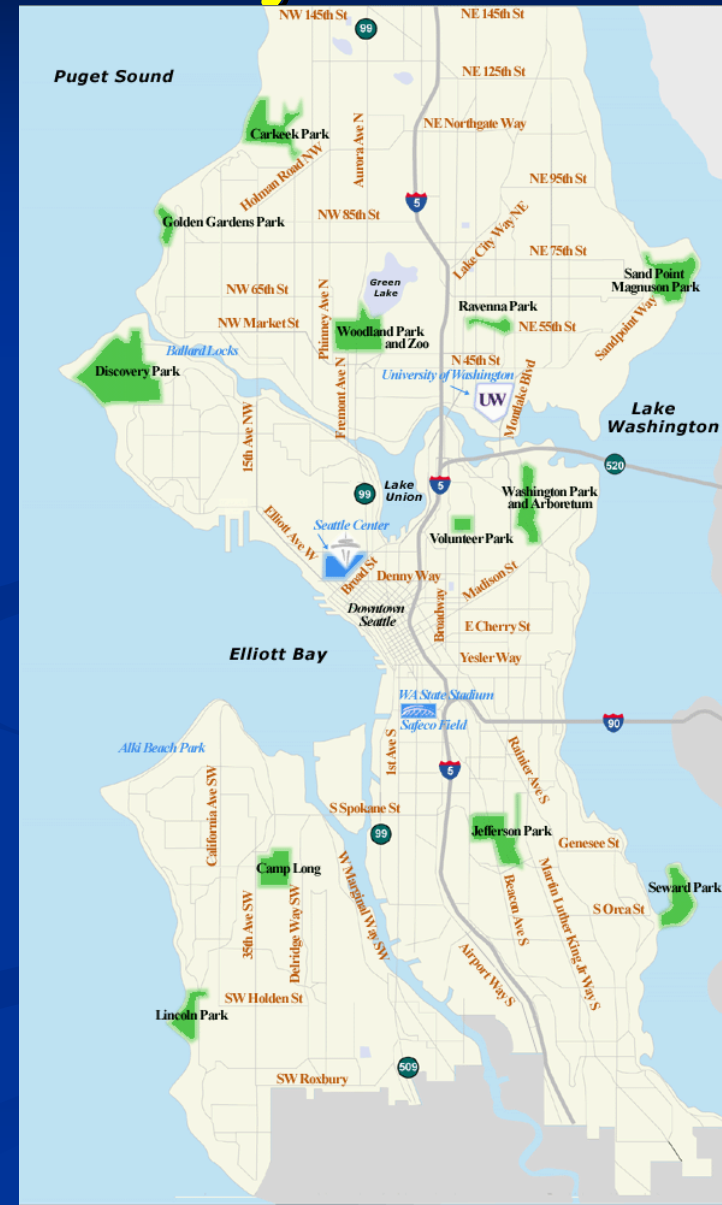 NW 145th St
99
NE 145th St
Puget Sound
NE 125th St
Carkeek Park
Aurora Ave N
NE Northgate Way
Holman Road NW
NE 95th St
5
Golden Gardens Park
NW 85th St
Lake City Way NE
NE 75th St
Green
Lake
Sand Point
Magnuson Park
NW 65th St
Phinney Ave N
Ravenna Park
NW Market St
Woodland Park
and Zoo
NE 55th St
Sandpoint Way
Ballard Locks
N 45th St
Discovery Park
University of Washington
UW
Fremont Ave N
Montlake Blvd
Lake
Washington
15th Ave NW
520
5
Lake
Union
99
Washington Park
and Arboretum
Elliott Ave W
Seattle Center
Volunteer Park
Broad St
Denny Way
Madison St
Downtown
Seattle
Broadway
E Cherry St
Elliott Bay
Yesler Way
WA State Stadium
Safeco Field
90
Alki Beach Park
1st Ave S
5
Rainier Ave S
California Ave SW
S Spokane St
99
Jefferson Park
Genesee St
Camp Long
W Marginal Way SW
Seward Park
35th Ave SW
Delridge Way SW
Beacon Ave S
Martin Luther King Jr Way S
S Orca St
Airport Way S
SW Holden St
Lincoln Park
509
SW Roxbury